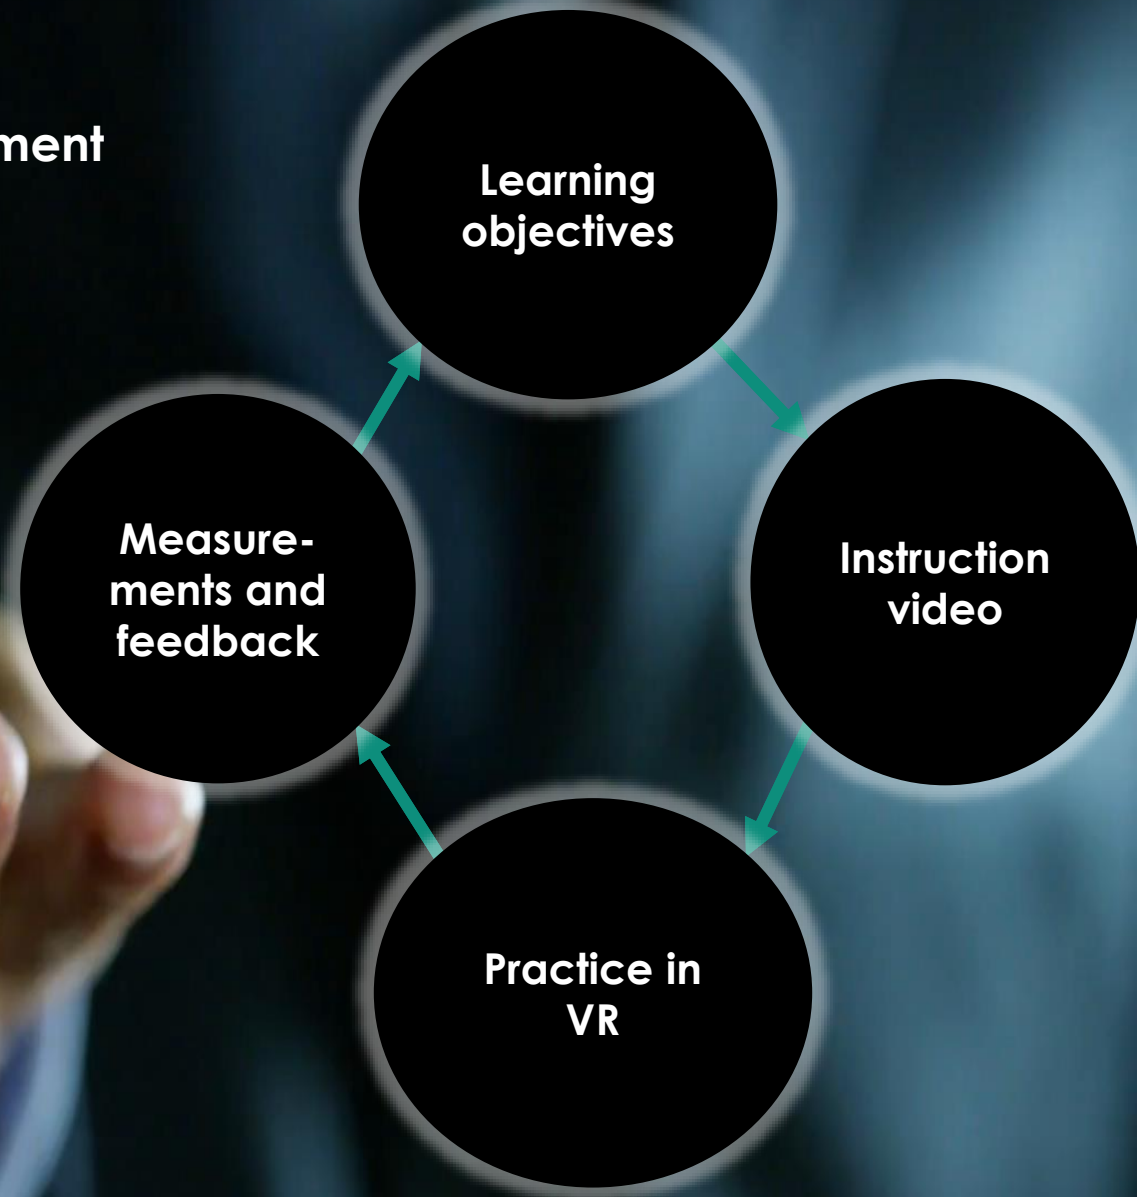 ment
Learning
objectives
Measure-
ments and
feedback
Instruction
video
Practice in
VR